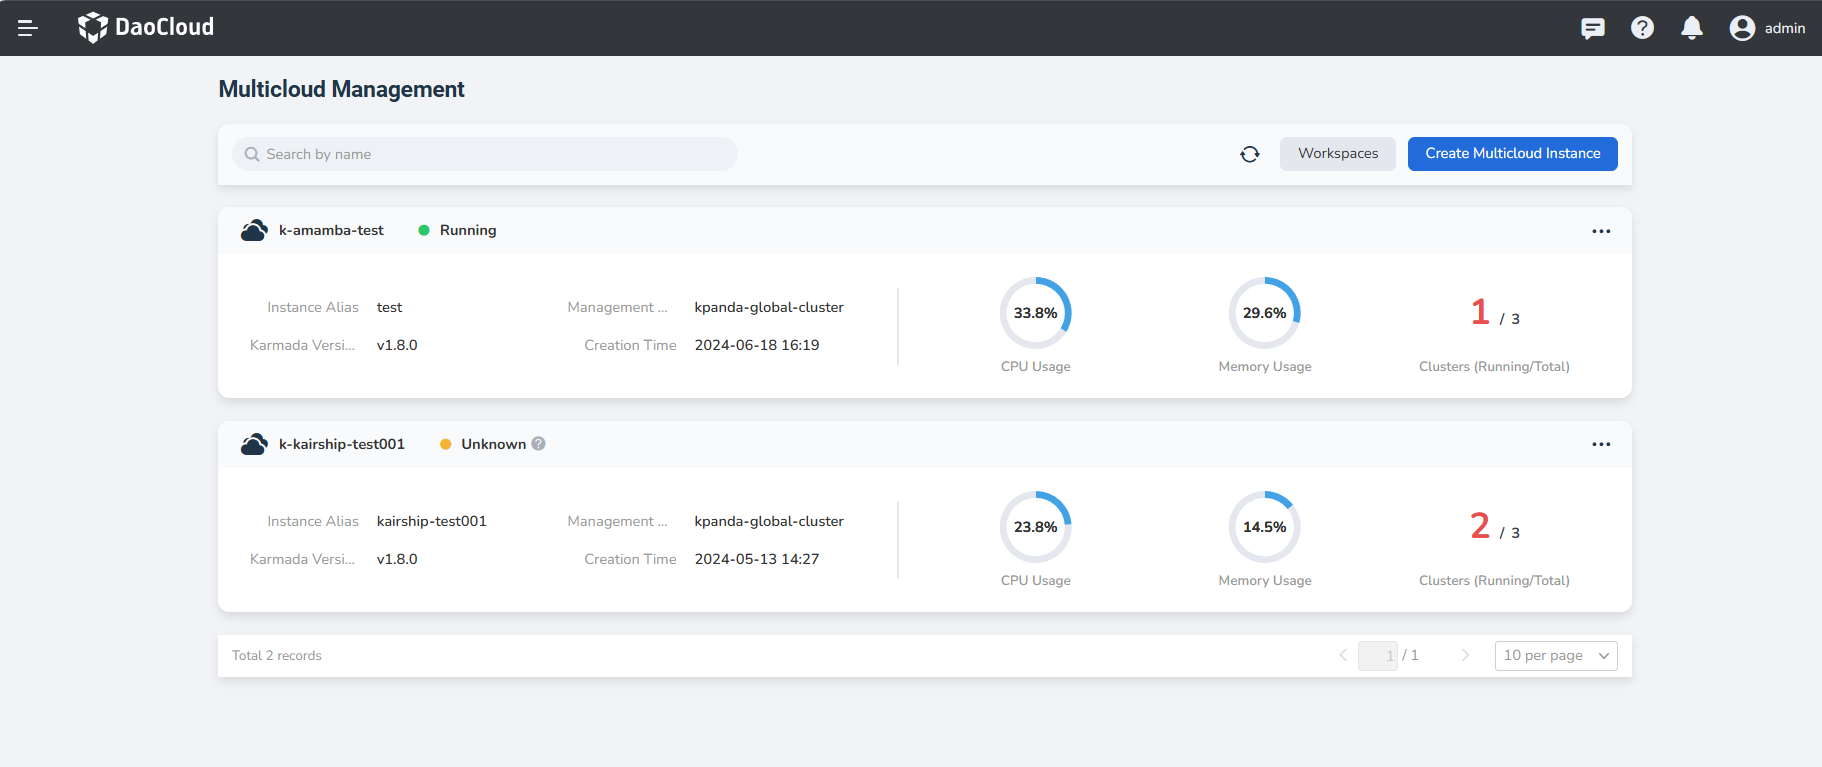 DaoCloud
admin
Multicloud Management
Search by name
Workspaces
Create Multicloud Instance
k-amamba-test
Running
Instance Alias test
Management ... kpanda-global-cluster
Karmada Versi... v1.8.0
Creation Time 2024-06-18 16:19
33.8%
CPU Usage
29.6%
Memory Usage
1 / 3
Clusters (Running/Total)
k-kairship-test001
Unknown
Instance Alias kairship-test001
Management ... kpanda-global-cluster
Karmada Versi... v1.8.0
Creation Time 2024-05-13 14:27
23.8%
CPU Usage
14.5%
Memory Usage
2 / 3
Clusters (Running/Total)
Total 2 records
1 / 1
10 per page